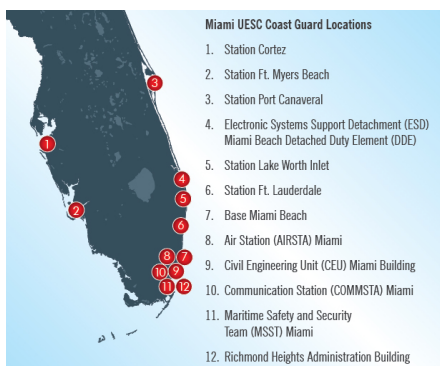 Miami UESC Coast Guard Locations
1. Station Cortez
2. Station Ft. Myers Beach
3. Station Port Canaveral
4. Electronic Systems Support Detachment (ESD)
Miami Beach Detached Duty Element (DDE)
5. Station Lake Worth Inlet
6. Station Ft. Lauderdale
7. Base Miami Beach
8. Air Station (AIRSTA) Miami
9. Civil Engineering Unit (CEU) Miami Building
10. Communication Station (COMMSTA) Miami
11. Maritime Safety and Security
Team (MSST) Miami
12. Richmond Heights Administration Building
3
1
4
5
2
6
8 7
10 9
11 12